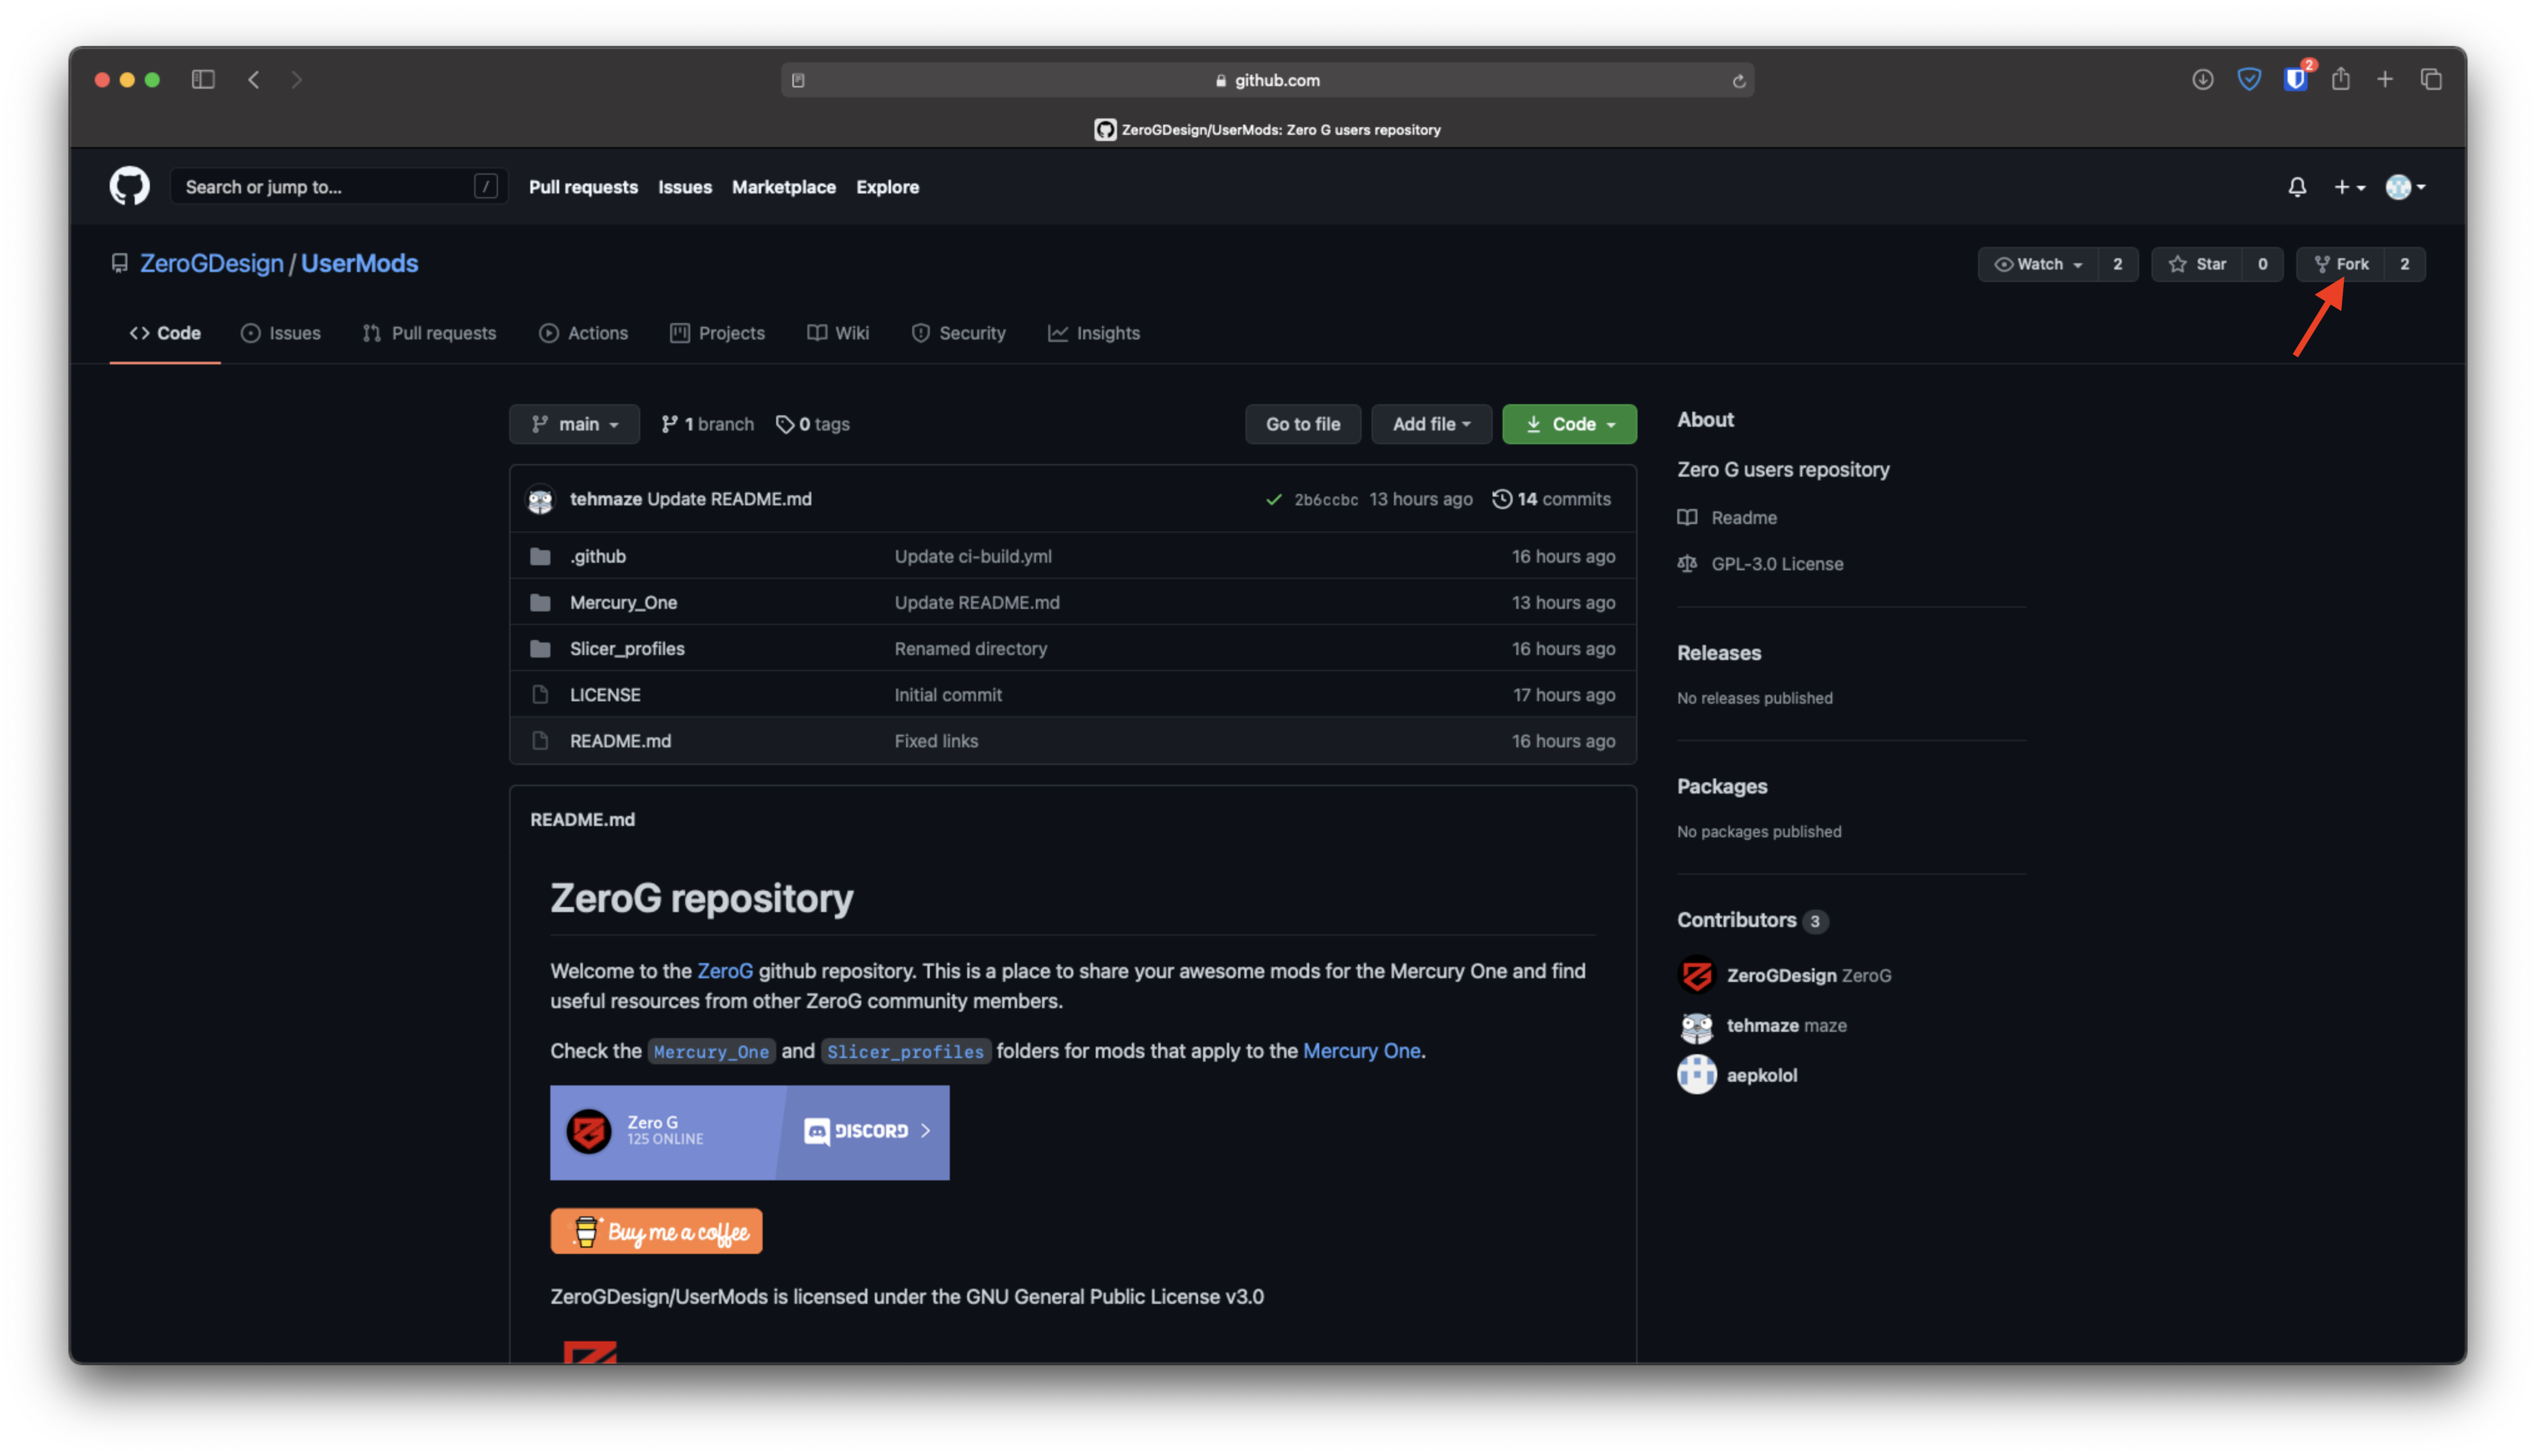 github.com
2
ZeroGDesign/UserMods: Zero G users repository
Search or jump to... /
Pull requests Issues Marketplace Explore
ZeroGDesign / UserMods
Watch 2 Star 0 Fork 2
Code Issues Pull requests Actions Projects Wiki Security Insights
main 1 branch 0 tags Go to file Add file Code
tehmaze Update README.md 2b6ccbc 13 hours ago 14 commits
.github Update ci-build.yml 16 hours ago
Mercury_One Update README.md 13 hours ago
Slicer_profiles Renamed directory 16 hours ago
LICENSE Initial commit 17 hours ago
README.md Fixed links 16 hours ago
README.md
ZeroG repository
Welcome to the ZeroG github repository. This is a place to share your awesome mods for the Mercury One and find
useful resources from other ZeroG community members.
Check the Mercury_One and Slicer_profiles folders for mods that apply to the Mercury One.
Zero G
125 ONLINE
DISCORD
Buy me a coffee
ZeroGDesign/UserMods is licensed under the GNU General Public License v3.0
About
Zero G users repository
Readme
GPL-3.0 License
Releases
No releases published
Packages
No packages published
Contributors 3
ZeroGDesign ZeroG
tehmaze maze
aepkolol